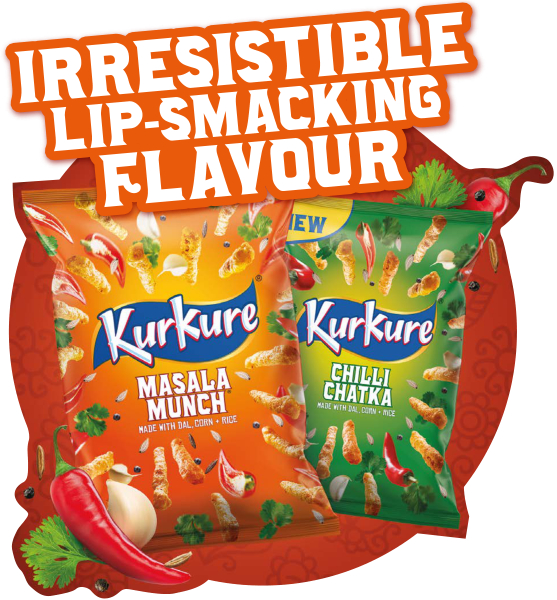 IRRESISTIBLE
LIP-SMACKING
FLAVOUR
Kurkure®
MASALA
MUNCH
MADE WITH DAL, CORN + RICE
Kurkure
CHILLI
CHATKA
MADE WITH DAL, CORN + RICE